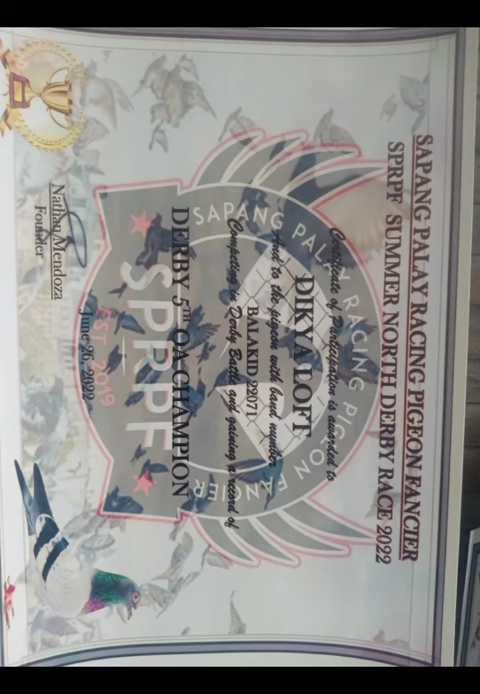 SAPANG PALAY RACING PIGEON FANCIER
SPRPF SUMMER NORTH DERBY RACE 2022
Certificate of Participation is awarded to
DIKYA LOFT
And to the pigeon with band number
BALAKID 22071
Competing in Derby Battle and gaining a record of
DERBY 5TH OA CHAMPION
June 26, 2022
Nathan Mendoza
Founder
SAPANG PALAY RACING PIGEON FANCIER
SPRPF
EST. 2019